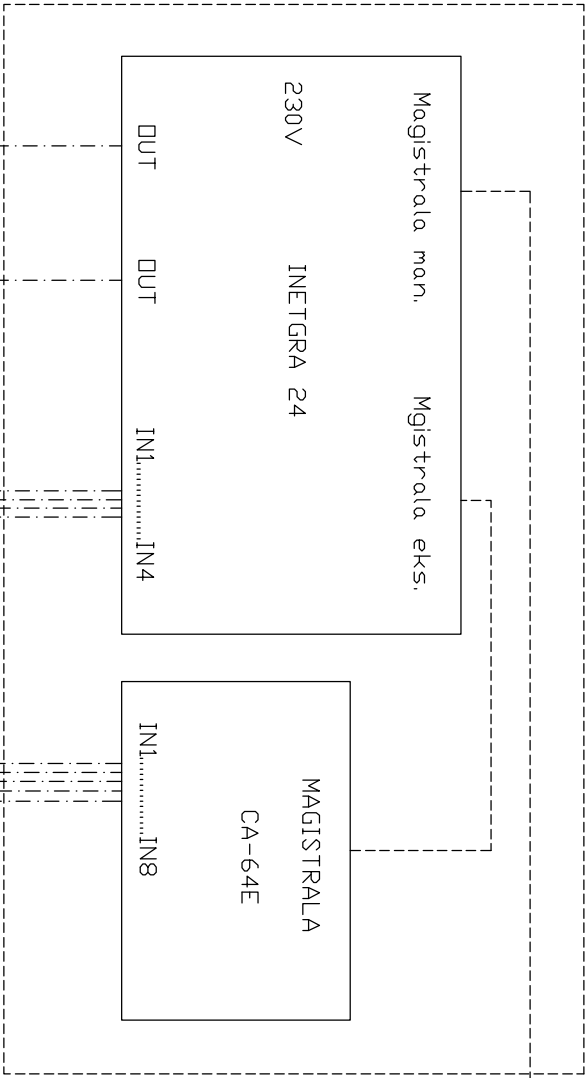 Magistrala man.
Mgistrala eks.
230V
INETGRA 24
OUT
OUT
IN1..............IN4
MAGISTRALA
CA-64E
IN1..............IN8